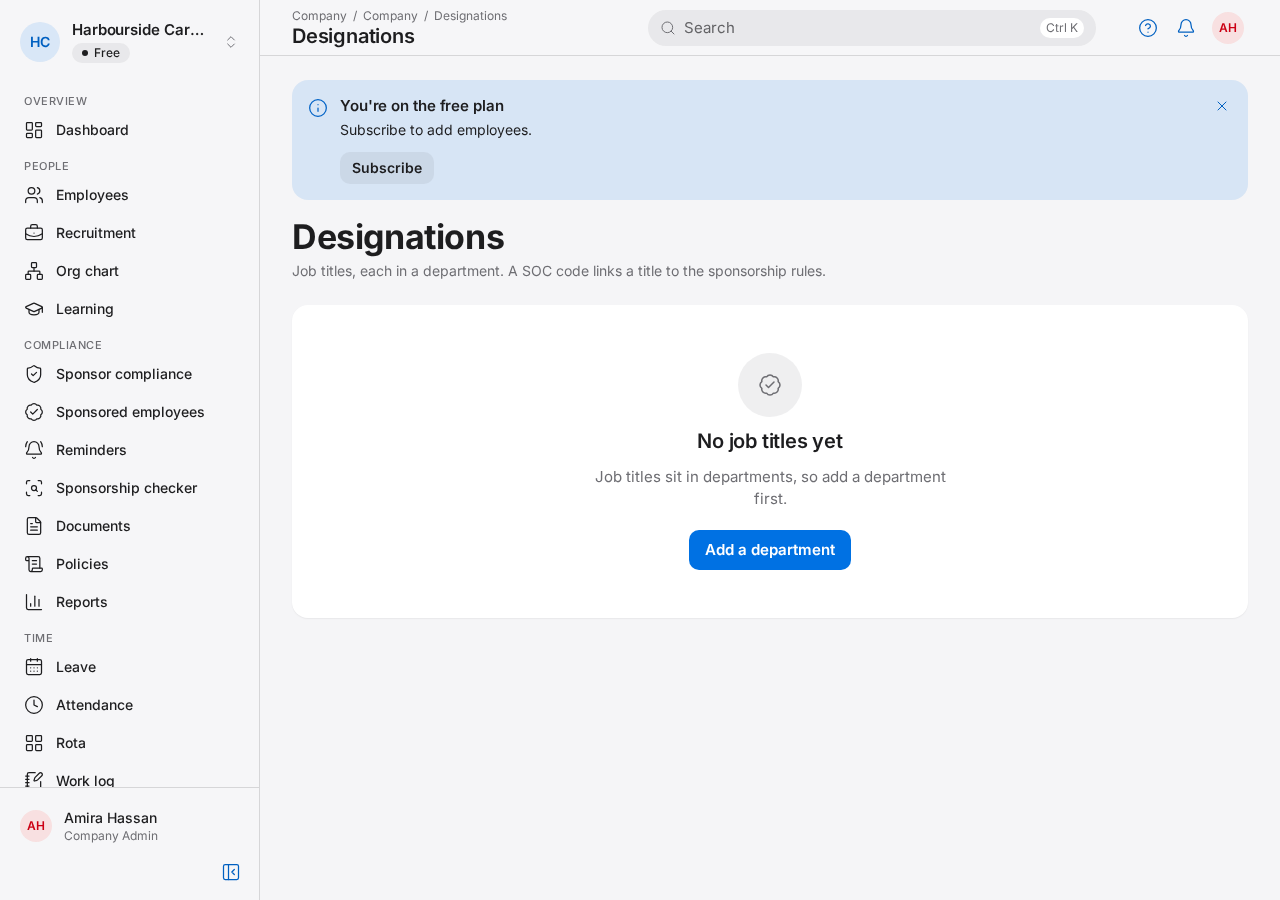 HC
Harbourside Car...
Free
OVERVIEW
Dashboard
PEOPLE
Employees
Recruitment
Org chart
Learning
COMPLIANCE
Sponsor compliance
Sponsored employees
Reminders
Sponsorship checker
Documents
Policies
Reports
TIME
Leave
Attendance
Rota
Work log
AH
Amira Hassan
Company Admin
Company / Company / Designations
Designations
Search
Ctrl K
AH
You're on the free plan
Subscribe to add employees.
Subscribe
Designations
Job titles, each in a department. A SOC code links a title to the sponsorship rules.
No job titles yet
Job titles sit in departments, so add a department
first.
Add a department